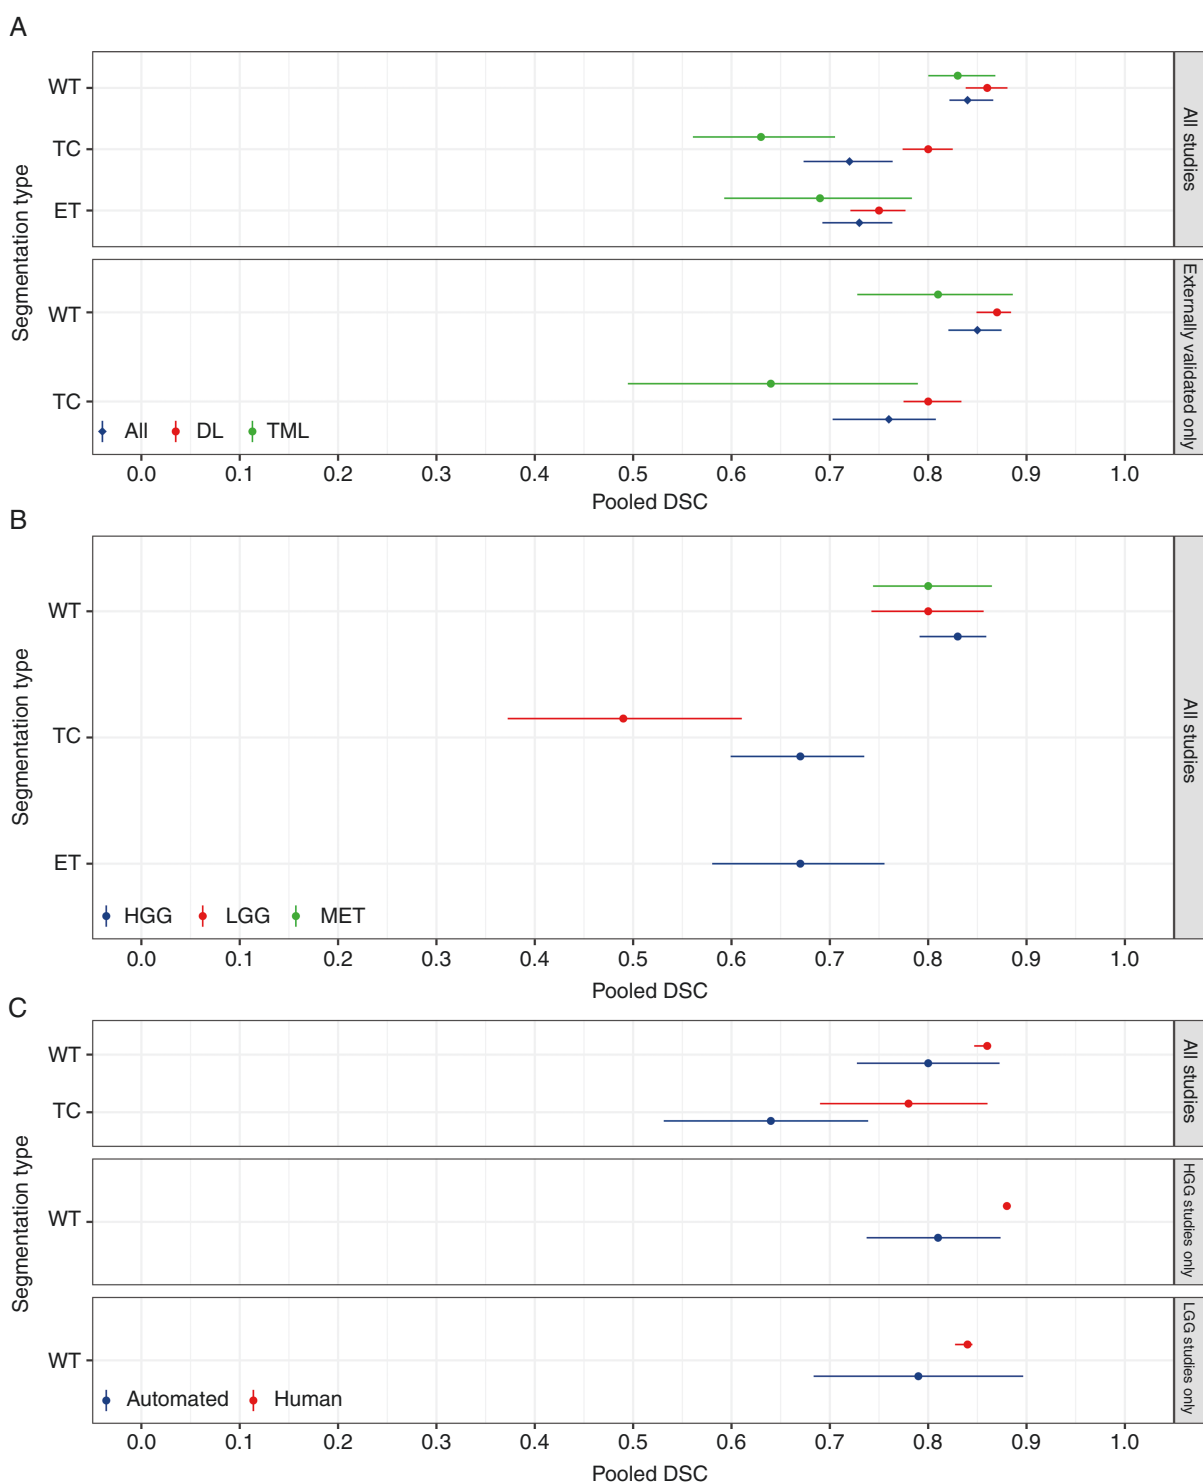 A
WT
TC
ET
Segmentation type
All studies
WT
TC
Externally validated only
All DL TML
0.0 0.1 0.2 0.3 0.4 0.5 0.6 0.7 0.8 0.9 1.0
Pooled DSC
B
WT
TC
ET
Segmentation type
All studies
HGG LGG MET
0.0 0.1 0.2 0.3 0.4 0.5 0.6 0.7 0.8 0.9 1.0
Pooled DSC
C
WT
TC
All studies
Segmentation type
WT
HGG studies only
WT
LGG studies only
Automated Human
0.0 0.1 0.2 0.3 0.4 0.5 0.6 0.7 0.8 0.9 1.0
Pooled DSC